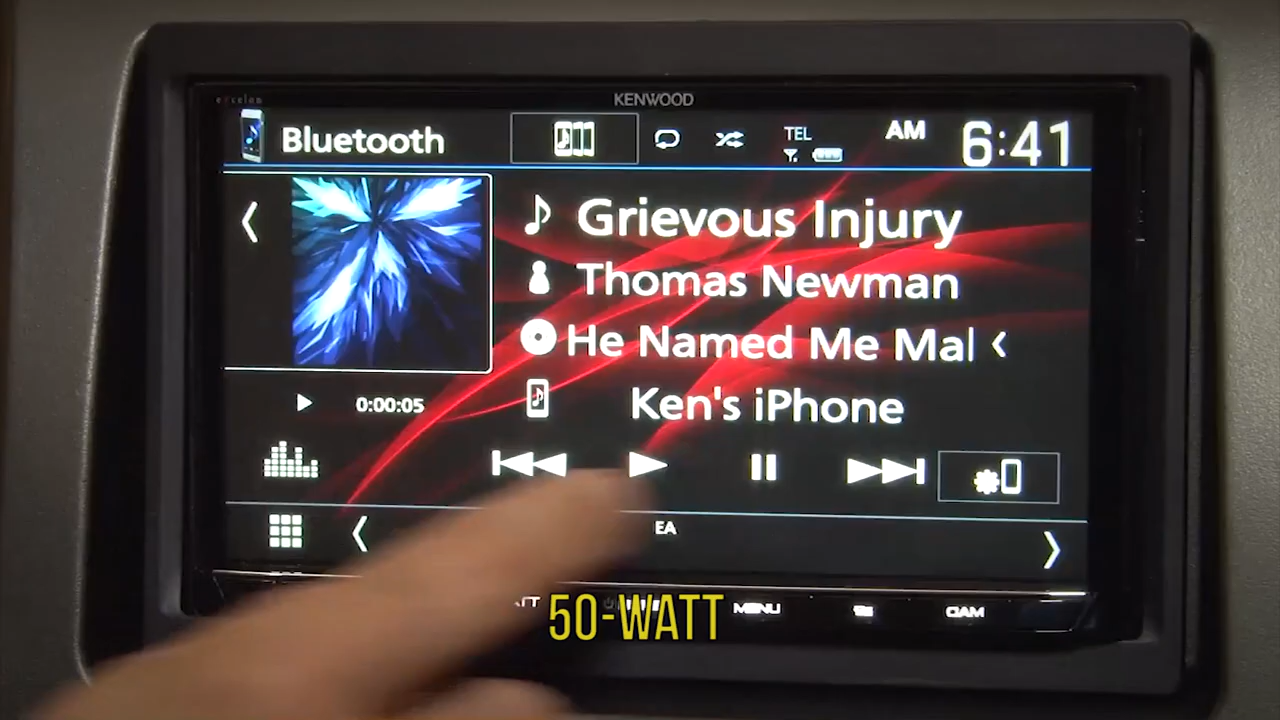 excelon
KENWOOD
Bluetooth
TEL
AM 6:41
Grievous Injury
Thomas Newman
He Named Me Mal
Ken's iPhone
0:00:05
EA
MENU
CAM
50-WATT